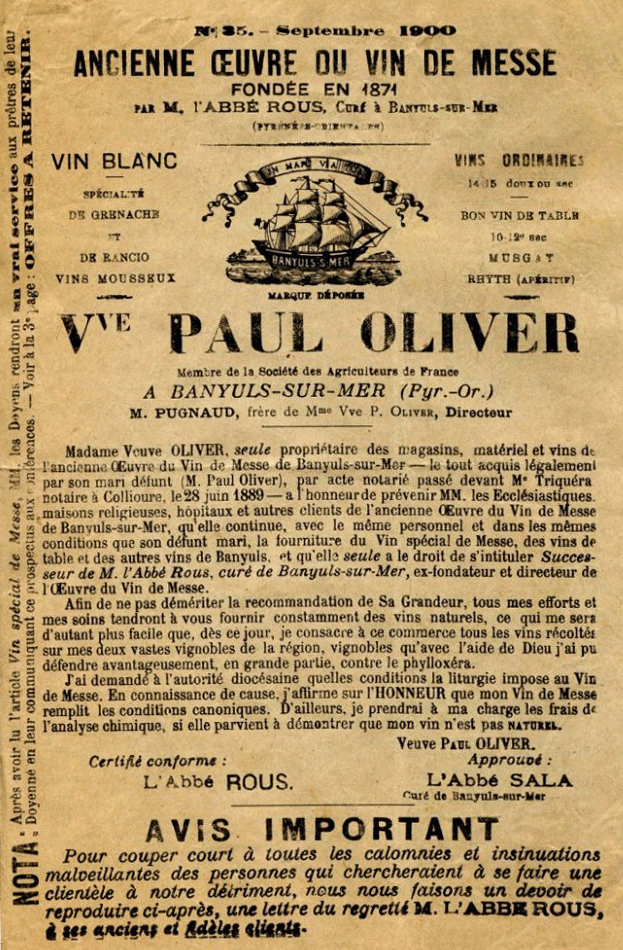 Nº 35. - Septembre 1900
ANCIENNE ŒUVRE DU VIN DE MESSE
FONDÉE EN 1871
PAR M. l'ABBÉ ROUS, Curé à BANYULS-SUR-MER
(PYRÉNÉES-ORIENTALES)
VIN BLANC
SPÉCIALITÉ
DE GRENACHE
ET
DE RANCIO
VINS MOUSSEUX
BANYULS-S-MER
MARQUE DÉPOSÉE
VINS ORDINAIRES
14-15 doux ou sec
BON VIN DE TABLE
10-12º sec
MUSCAT
RHYTH (APÉRITIF)
Vve PAUL OLIVER
Membre de la Société des Agriculteurs de France
A BANYULS-SUR-MER (Pyr.-Or.)
M. PUGNAUD, frère de Mme Vve P. OLIVER, Directeur
Madame Veuve OLIVER, seule propriétaire des magasins, matériel et vins de
l'ancienne Œuvre du Vin de Messe de Banyuls-sur-Mer — le tout acquis légalement
par son mari défunt (M. Paul Oliver), par acte notarié passé devant Me Triquéra
notaire à Collioure, le 28 juin 1889 — a l'honneur de prévenir MM. les Ecclésiastiques,
maisons religieuses, hôpitaux et autres clients de l'ancienne Œuvre du Vin de Messe
de Banyuls-sur-Mer, qu'elle continue, avec le même personnel et dans les mêmes
conditions que son défunt mari, la fourniture du Vin spécial de Messe, des vins de
table et des autres vins de Banyuls, et qu'elle seule a le droit de s'intituler Succes-
seur de M. l'Abbé Rous, curé de Banyuls-sur-Mer, ex-fondateur et directeur de
l'Œuvre du Vin de Messe.
Afin de ne pas démériter la recommandation de Sa Grandeur, tous mes efforts et
mes soins tendront à vous fournir constamment des vins naturels, ce qui me sera
d'autant plus facile que, dès ce jour, je consacre à ce commerce tous les vins récoltés
sur mes deux vastes vignobles de la région, vignobles qu'avec l'aide de Dieu j'ai pu
défendre avantageusement, en grande partie, contre le phylloxéra.
J'ai demandé à l'autorité diocésaine quelles conditions la liturgie impose au Vin
de Messe. En connaissance de cause, j'affirme sur l'HONNEUR que mon Vin de Messe
remplit les conditions canoniques. D'ailleurs, je prendrai à ma charge les frais de
l'analyse chimique, si elle parvient à démontrer que mon vin n'est pas NATUREL.
Veuve PAUL OLIVER.
Certifié conforme :
L'Abbé ROUS.
Approuvé :
L'Abbé SALA
Curé de Banyuls-sur-Mer
AVIS IMPORTANT
Pour couper court à toutes les calomnies et insinuations
malveillantes des personnes qui chercheraient à se faire une
clientèle à notre détriment, nous nous faisons un devoir de
reproduire ci-après, une lettre du regretté M. L'ABBE ROUS,
à ses anciens et fidèles clients.
NOTA : Après avoir lu l'article Vin spécial de Messe, MM. les Doyens rendront un vrai service aux prêtres de leur
Doyenné en leur communiquant ce prospectus aux conférences. — Voir à la 3e page : OFFRES A RETENIR.